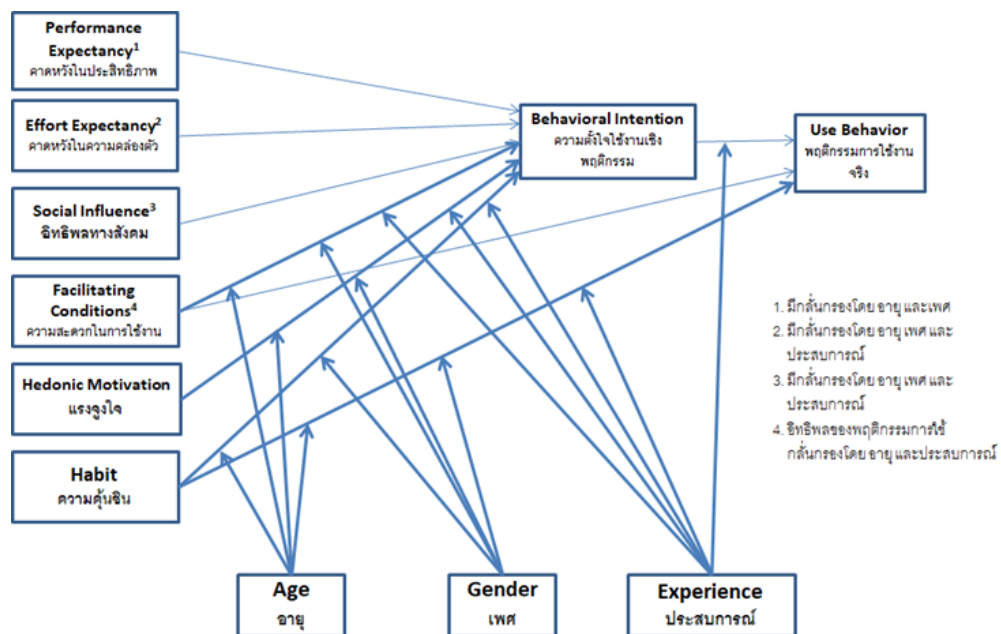 Performance
Expectancy¹
คาดหวังในประสิทธิภาพ
Effort Expectancy²
คาดหวังในความคล่องตัว
Social Influence³
อิทธิพลทางสังคม
Facilitating
Conditions⁴
ความสะดวกในการใช้งาน
Hedonic Motivation
แรงจูงใจ
Habit
ความคุ้นชิน
Behavioral Intention
ความตั้งใจใช้งานเชิง
พฤติกรรม
Use Behavior
พฤติกรรมการใช้งาน
จริง
1. มีกลั่นกรองโดย อายุ และเพศ
2. มีกลั่นกรองโดย อายุ เพศ และ
ประสบการณ์
3. มีกลั่นกรองโดย อายุ เพศ และ
ประสบการณ์
4. อิทธิพลของพฤติกรรมการใช้
กลั่นกรองโดย อายุ และประสบการณ์
Age
อายุ
Gender
เพศ
Experience
ประสบการณ์